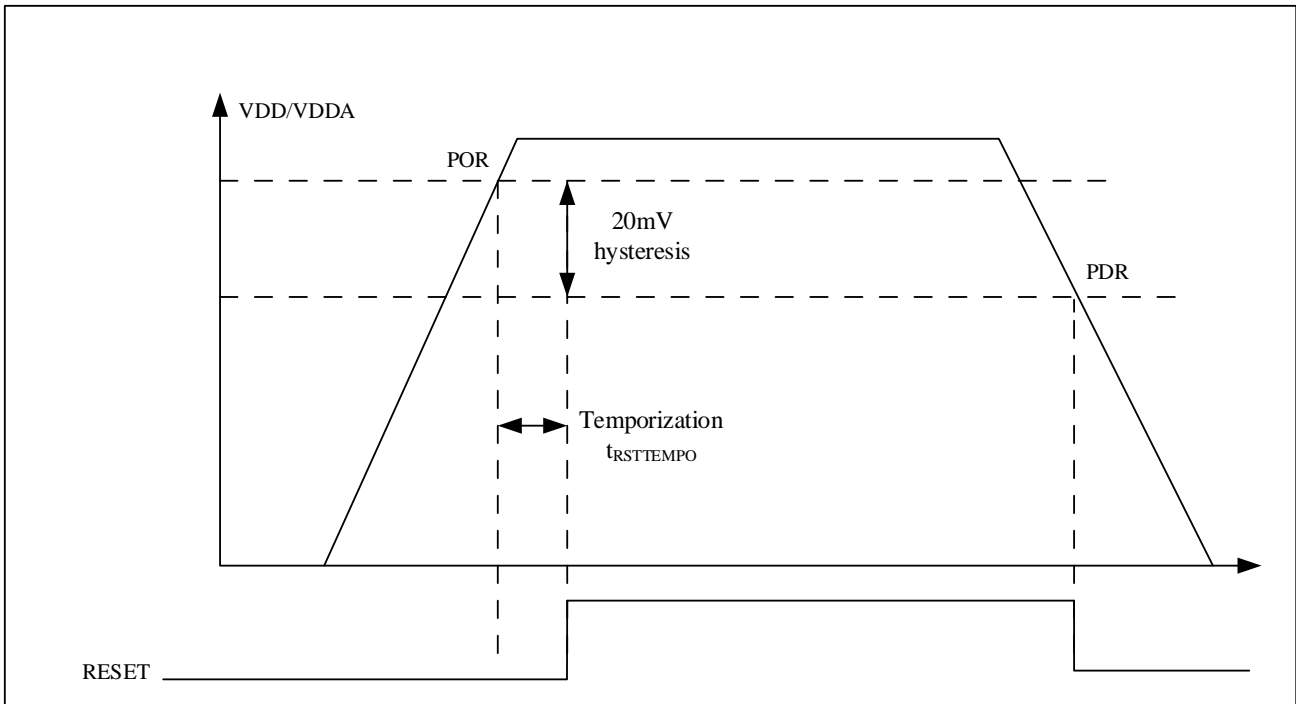 VDD/VDDA
POR
20mV
hysteresis
PDR
Temporization
tRSTTEMPO
RESET